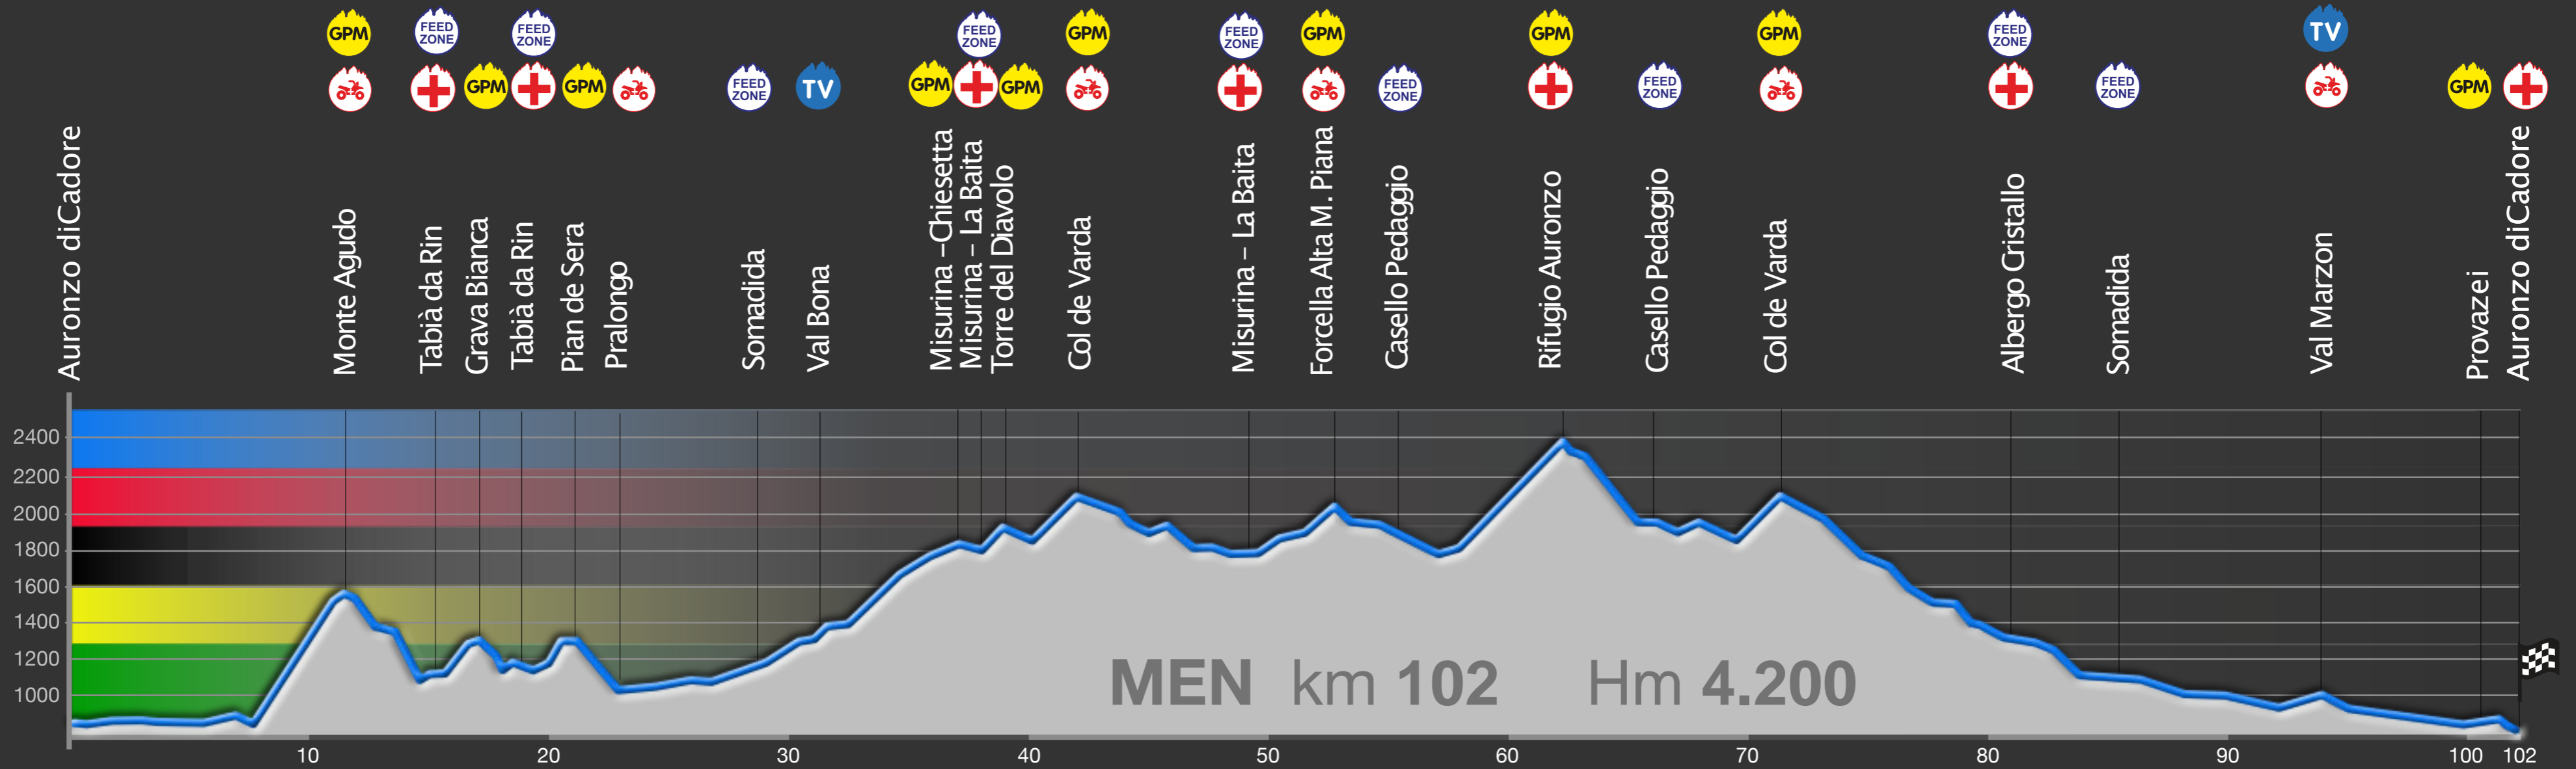 GPM
FEED ZONE
FEED ZONE
FEED ZONE
GPM
FEED ZONE
GPM
GPM
GPM
FEED ZONE
TV
GPM
GPM
FEED ZONE
TV
GPM
GPM
FEED ZONE
FEED ZONE
FEED ZONE
GPM
Auronzo diCadore
Monte Agudo
Tabià da Rin
Grava Bianca
Tabià da Rin
Pian de Sera
Pralongo
Somadida
Val Bona
Misurina –Chiesetta
Misurina – La Baita
Torre del Diavolo
Col de Varda
Misurina – La Baita
Forcella Alta M. Piana
Casello Pedaggio
Rifugio Auronzo
Casello Pedaggio
Col de Varda
Albergo Cristallo
Somadida
Val Marzon
Provazei
Auronzo diCadore
2400
2200
2000
1800
1600
1400
1200
1000
MEN km 102 Hm 4.200
10 20 30 40 50 60 70 80 90 100 102